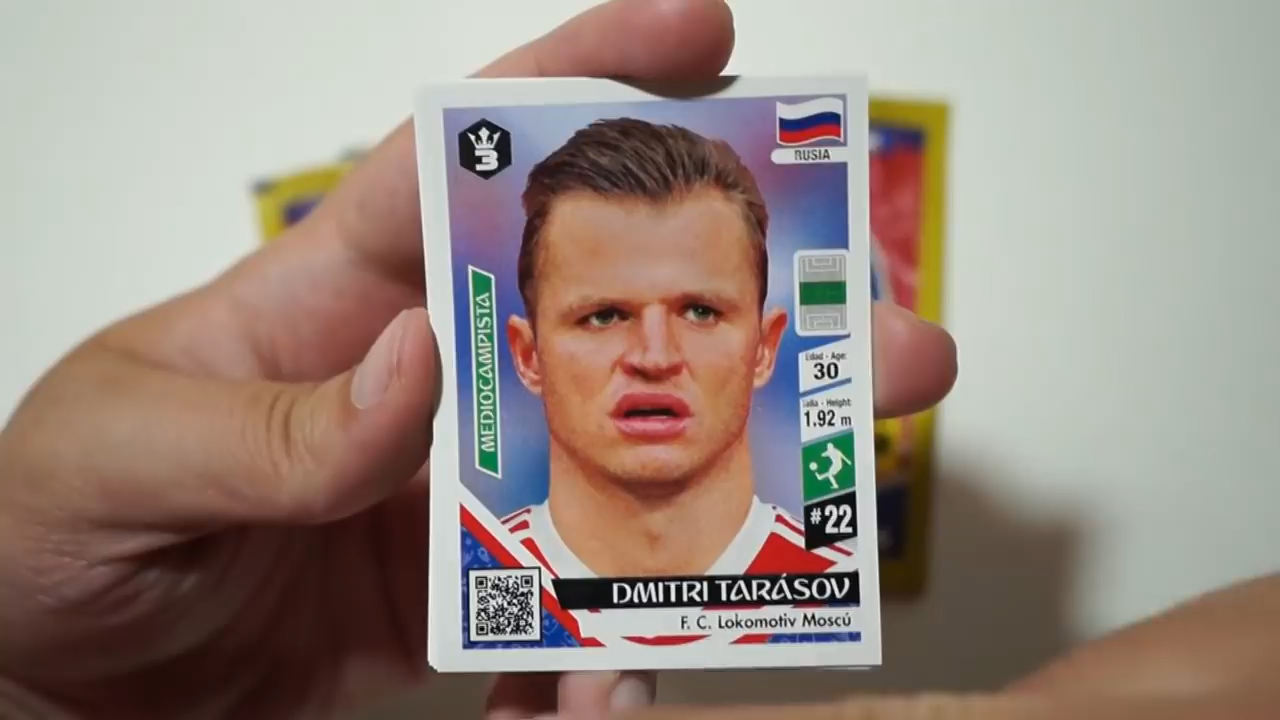 3
RUSIA
MEDIOCAMPISTA
Edad - Age:
30
Talla - Height:
1.92 m
#22
DMITRI TARÁSOV
F. C. Lokomotiv Moscú